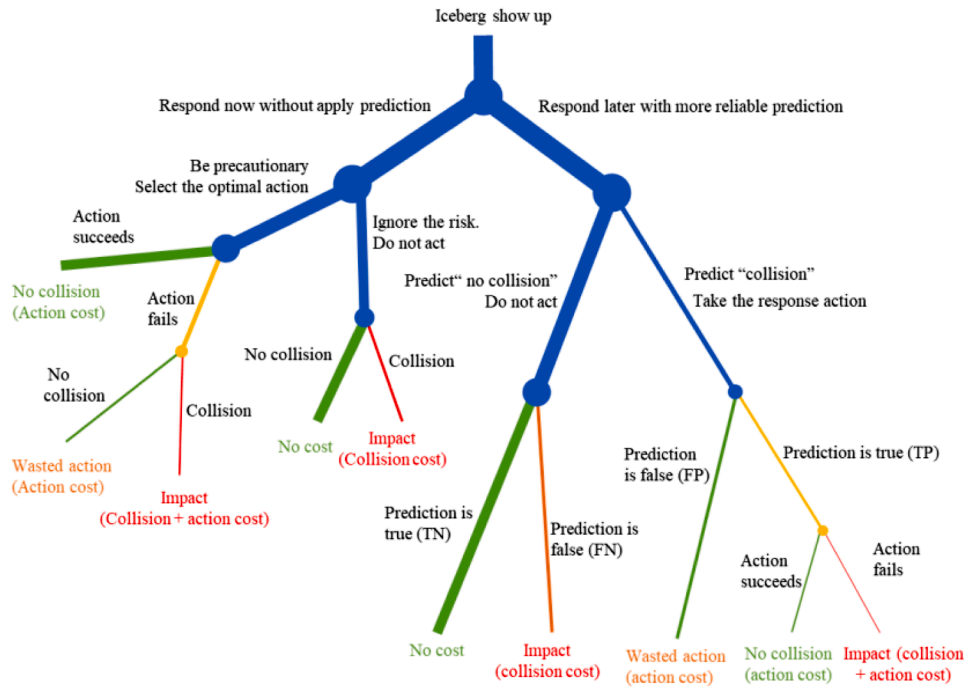 Iceberg show up
Respond now without apply prediction
Respond later with more reliable prediction
Be precautionary
Select the optimal action
Action
succeeds
Ignore the risk.
Do not act
Predict“ no collision”
Do not act
Predict “collision”
Take the response action
No collision
(Action cost)
Action
fails
No collision
Collision
No
collision
Collision
No cost
Impact
(Collision cost)
Wasted action
(Action cost)
Impact
(Collision + action cost)
Prediction
is false (FP)
Prediction is true (TP)
Prediction is
true (TN)
Prediction is
false (FN)
Action
succeeds
Action
fails
No cost
Impact
(collision cost)
Wasted action
(action cost)
No collision
(action cost)
Impact (collision
+ action cost)